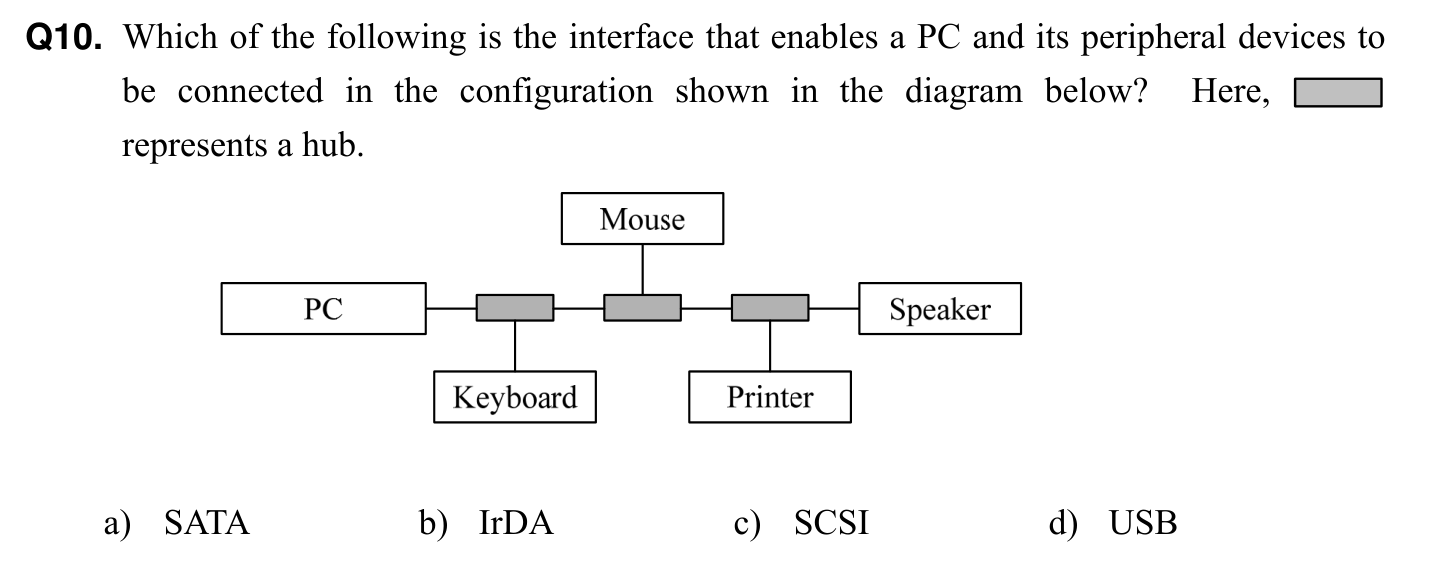 Q10. Which of the following is the interface that enables a PC and its peripheral devices to
be connected in the configuration shown in the diagram below? Here,
represents a hub.
Mouse
PC
Speaker
Keyboard
Printer
a) SATA b) IrDA c) SCSI d) USB